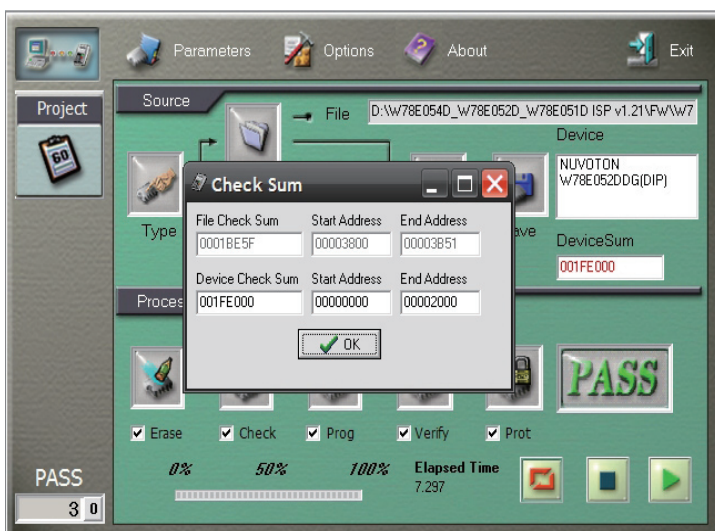 Parameters
Options
About
Exit
Project
60
Source
File
D:\W78E054D_W78E052D_W78E051D ISP v1.21\FW\W7
Device
NUVOTON
W78E052DDG(DIP)
Type
ave
DeviceSum
001FE000
Check Sum
File Check Sum Start Address End Address
0001BE5F 00003800 00003B51
Device Check Sum Start Address End Address
001FE000 00000000 00002000
OK
Proces
PASS
Erase Check Prog Verify Prot
0% 50% 100%
Elapsed Time
7.297
PASS
3 0